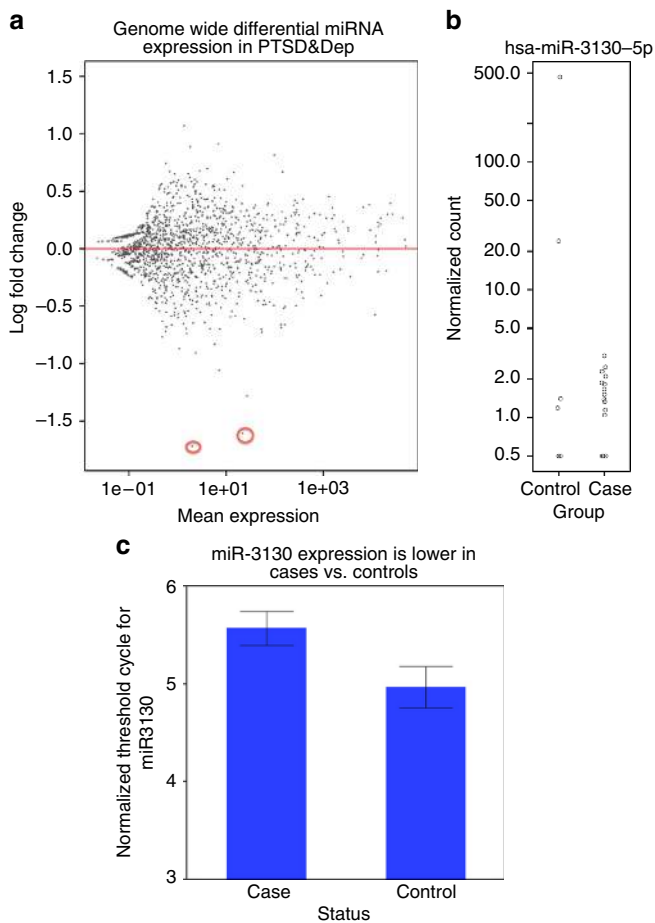 a
Genome wide differential miRNA
expression in PTSD&Dep
1.5
1.0
0.5
0.0
−0.5
−1.0
−1.5
Log fold change
1e−01 1e+01 1e+03
Mean expression
b
hsa-miR-3130–5p
500.0
100.0
50.0
20.0
10.0
5.0
2.0
1.0
0.5
Normalized count
Control Case
Group
c
miR-3130 expression is lower in
cases vs. controls
6
5
4
3
Normalized threshold cycle for
miR3130
Case Control
Status